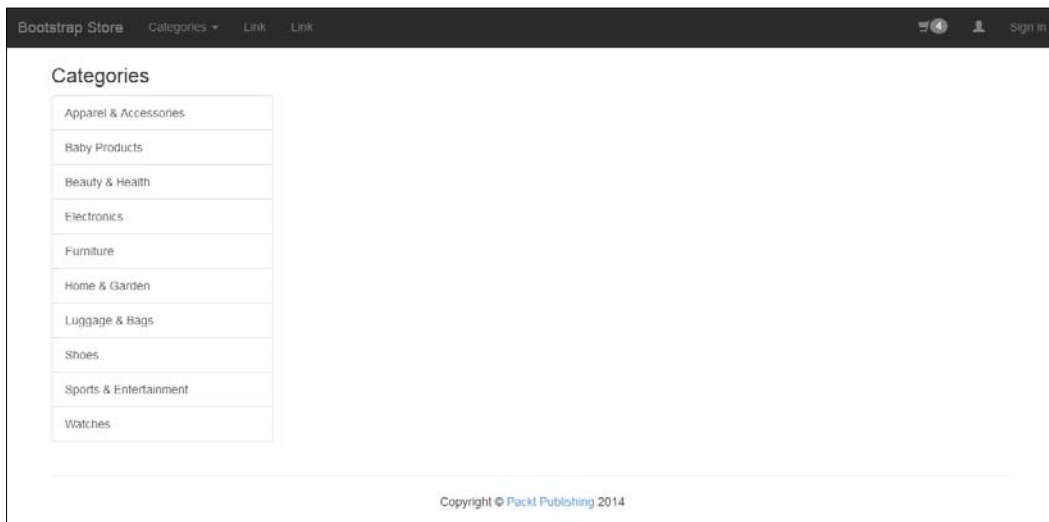 Bootstrap Store Categories Link Link 4 Sign in
Categories
Apparel & Accessories
Baby Products
Beauty & Health
Electronics
Furniture
Home & Garden
Luggage & Bags
Shoes
Sports & Entertainment
Watches
Copyright © Packt Publishing 2014